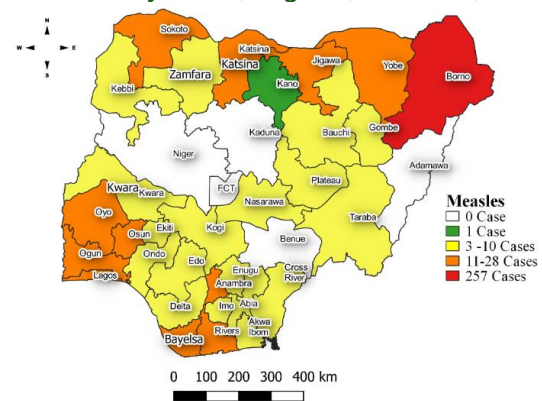 N
W E
S
Sokoto
Katsina
Katsina
Jigawa
Yobe
Borno
Zamfara
Kebbi
Kano
Kaduna
Bauchi
Gombe
Adamawa
Niger
FCT
Plateau
Kwara
Kwara
Nasarawa
Taraba
Oyo
Osun
Ekiti
Kogi
Benue
Ogun
Ondo
Edo
Lagos
Enugu
Anambra
Cross
River
Delta
Imo
Abia
Akwa
Ibom
Rivers
Bayelsa
Measles
0 Case
1 Case
3 -10 Cases
11-28 Cases
257 Cases
0 100 200 300 400 km